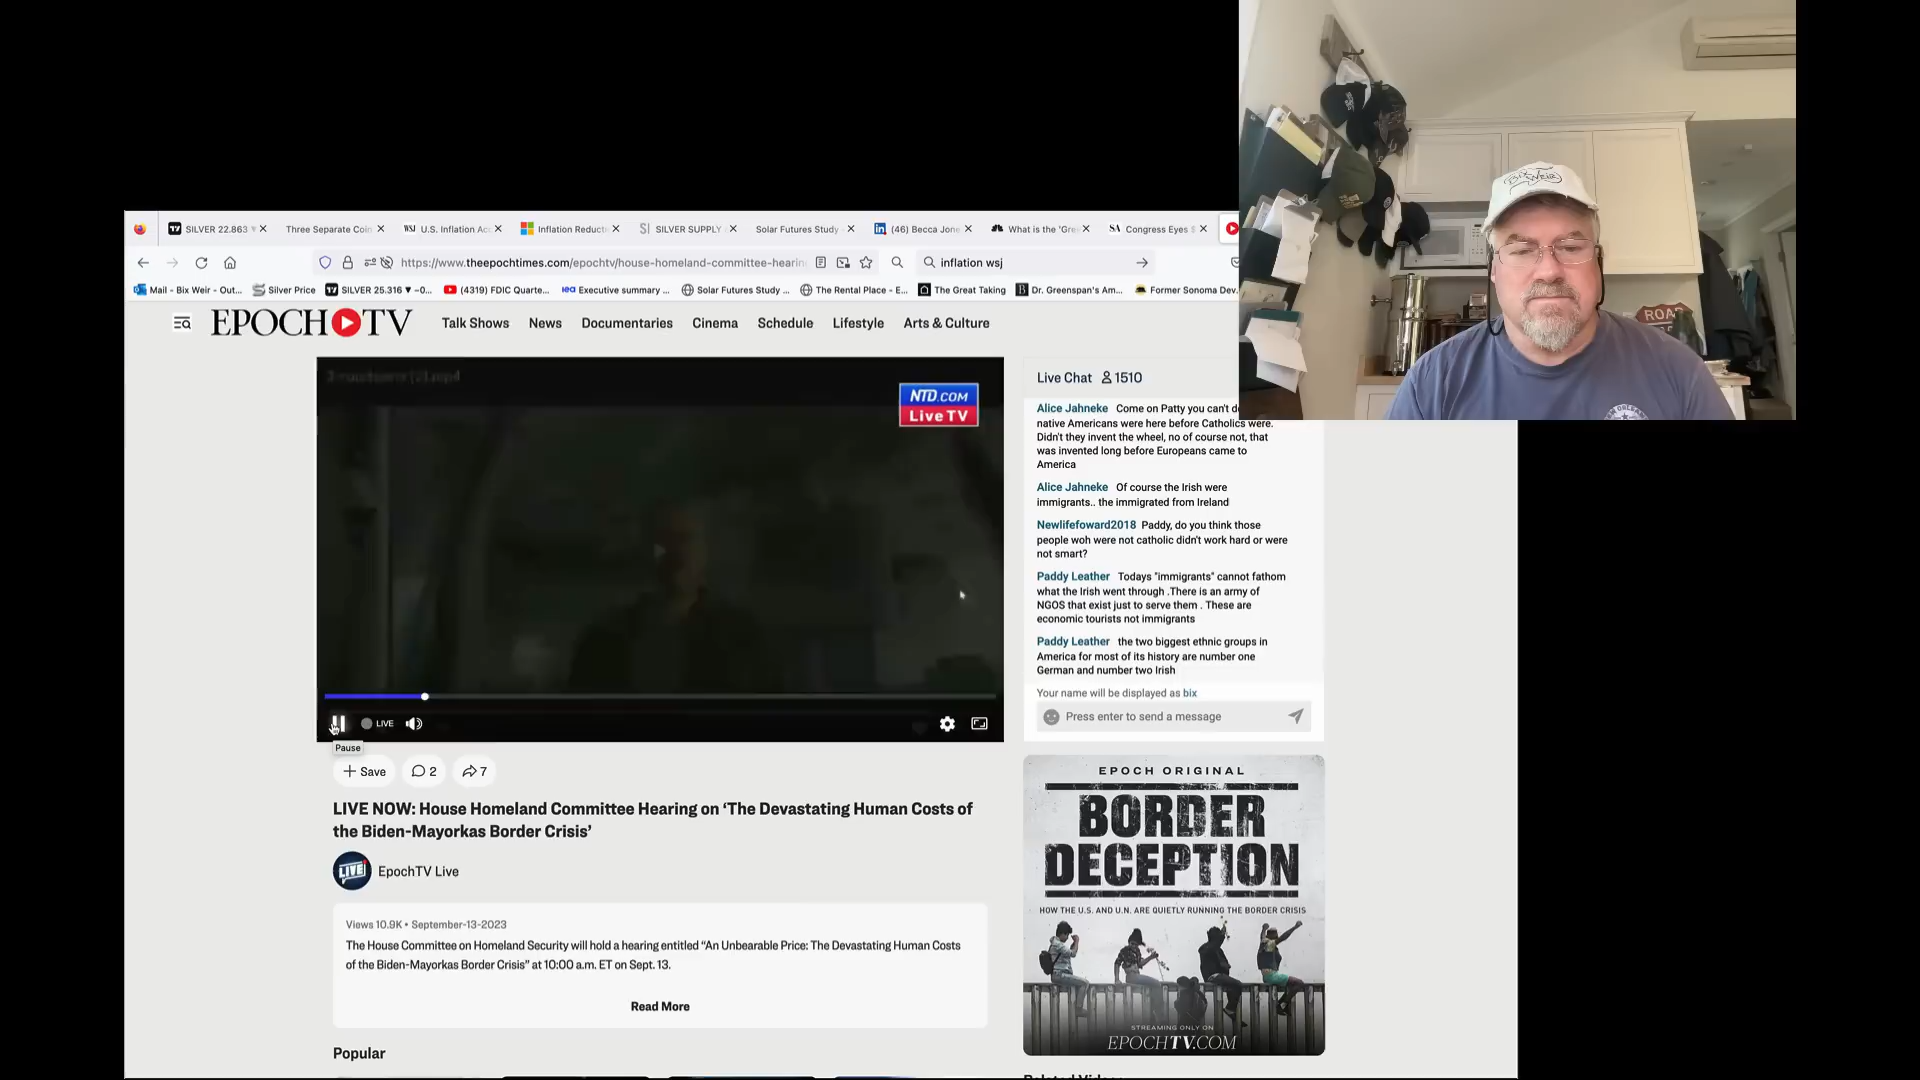 SILVER 22.863
Three Separate Coin
WSJ U.S. Inflation Ac
Inflation Reducti
SI SILVER SUPPLY
Solar Futures Study
(46) Becca Jone
What is the 'Gre
SA Congress Eyes S
https://www.theepochtimes.com/epochtv/house-homeland-committee-hearin
inflation wsj
Mail - Bix Weir - Out...
Silver Price
SILVER 25.316 ▼ −0...
(4319) FDIC Quarte...
iea Executive summary ...
Solar Futures Study ...
The Rental Place - E...
The Great Taking
Dr. Greenspan's Am...
Former Sonoma Dev.
EPOCH TV
Talk Shows
News
Documentaries
Cinema
Schedule
Lifestyle
Arts & Culture
NTD.COM
Live TV
LIVE
Pause
Save
2
7
LIVE NOW: House Homeland Committee Hearing on ‘The Devastating Human Costs of
the Biden-Mayorkas Border Crisis’
LIVE
EpochTV Live
Views 10.9K • September-13-2023
The House Committee on Homeland Security will hold a hearing entitled “An Unbearable Price: The Devastating Human Costs
of the Biden-Mayorkas Border Crisis” at 10:00 a.m. ET on Sept. 13.
Read More
Popular
Live Chat 1510
Alice Jahneke Come on Patty you can't d
native Americans were here before Catholics were.
Didn't they invent the wheel, no of course not, that
was invented long before Europeans came to
America
Alice Jahneke Of course the Irish were
immigrants.. the immigrated from Ireland
Newlifefoward2018 Paddy, do you think those
people woh were not catholic didn't work hard or were
not smart?
Paddy Leather Todays "immigrants" cannot fathom
what the Irish went through .There is an army of
NGOS that exist just to serve them . These are
economic tourists not immigrants
Paddy Leather the two biggest ethnic groups in
America for most of its history are number one
German and number two Irish
Your name will be displayed as bix
Press enter to send a message
EPOCH ORIGINAL
BORDER
DECEPTION
HOW THE U.S. AND U.N. ARE QUIETLY RUNNING THE BORDER CRISIS
STREAMING ONLY ON
EPOCHTV.COM
BIX WEIR
ROA